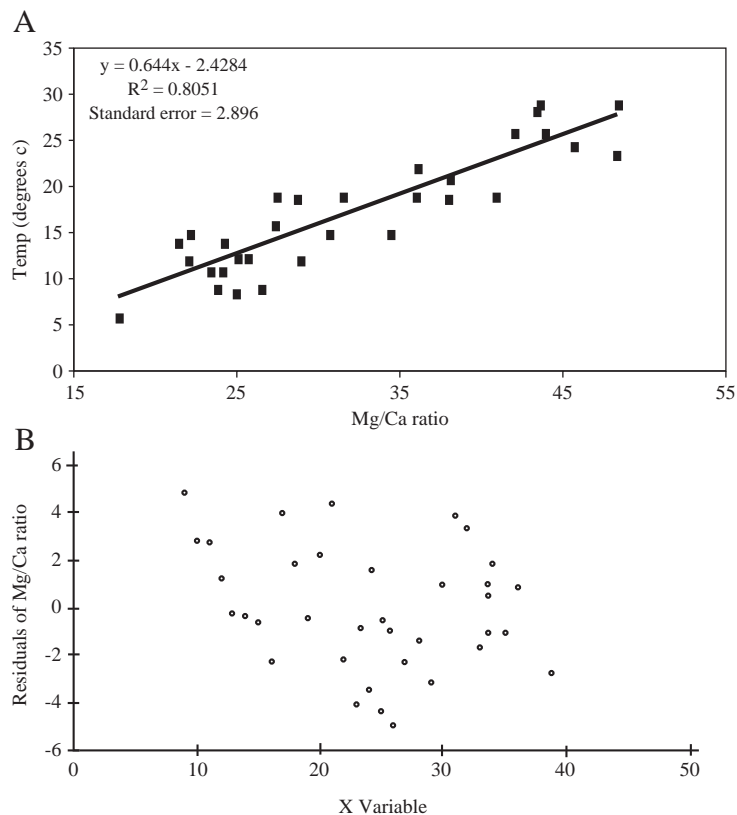 A
35
30
25
20
15
10
5
0
Temp (degrees c)
y = 0.644x - 2.4284
R2 = 0.8051
Standard error = 2.896
15 25 35 45 55
Mg/Ca ratio
B
6
4
2
0
-2
-4
-6
Residuals of Mg/Ca ratio
0 10 20 30 40 50
X Variable